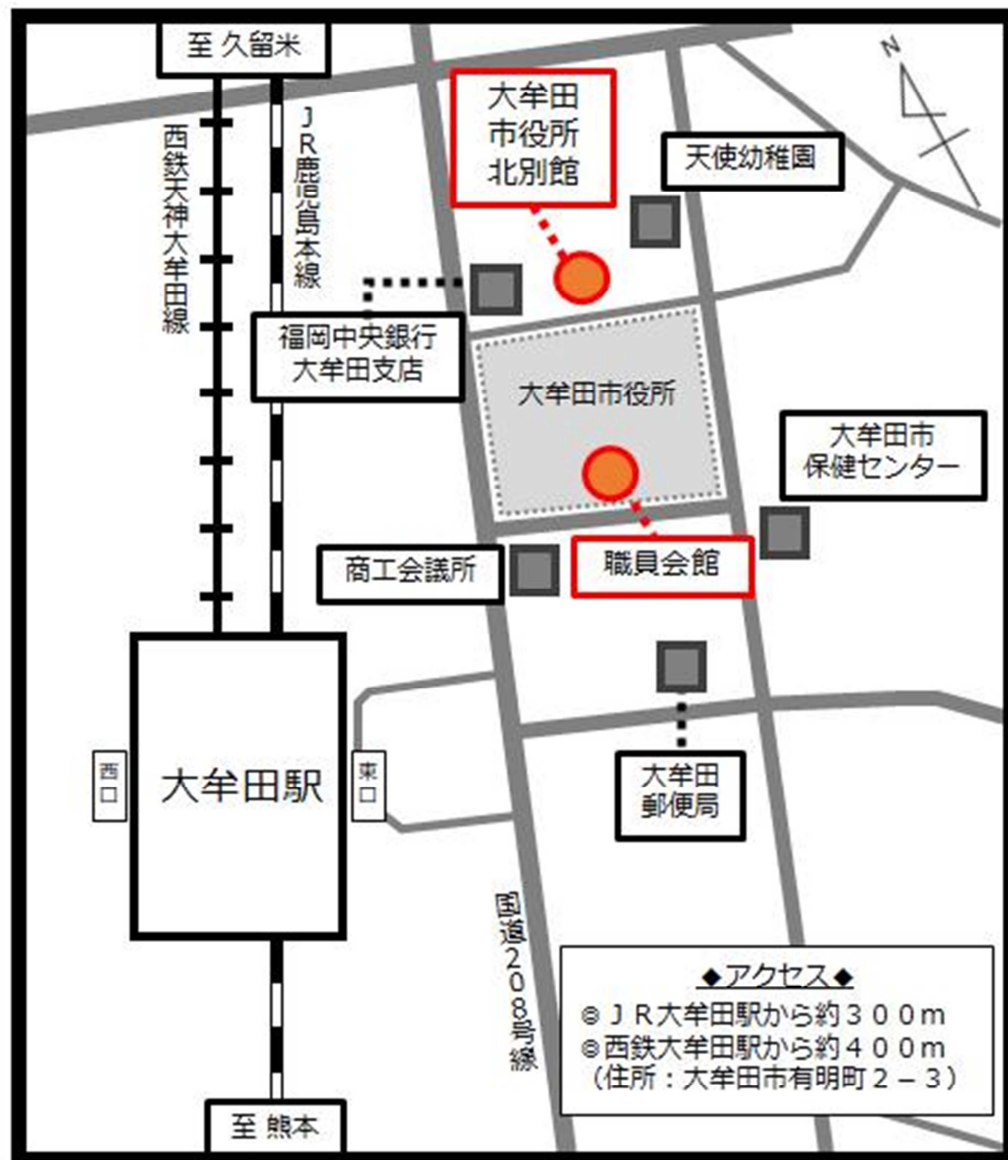 至 久留米
大牟田
市役所
北別館
N
天使幼稚園
西鉄天神大牟田線
JR鹿児島本線
福岡中央銀行
大牟田支店
大牟田市役所
大牟田市
保健センター
商工会議所
職員会館
西口
大牟田駅
東口
大牟田
郵便局
国道208号線
◆アクセス◆
◎ＪＲ大牟田駅から約３００ｍ
◎西鉄大牟田駅から約４００ｍ
（住所：大牟田市有明町２－３）
至 熊本